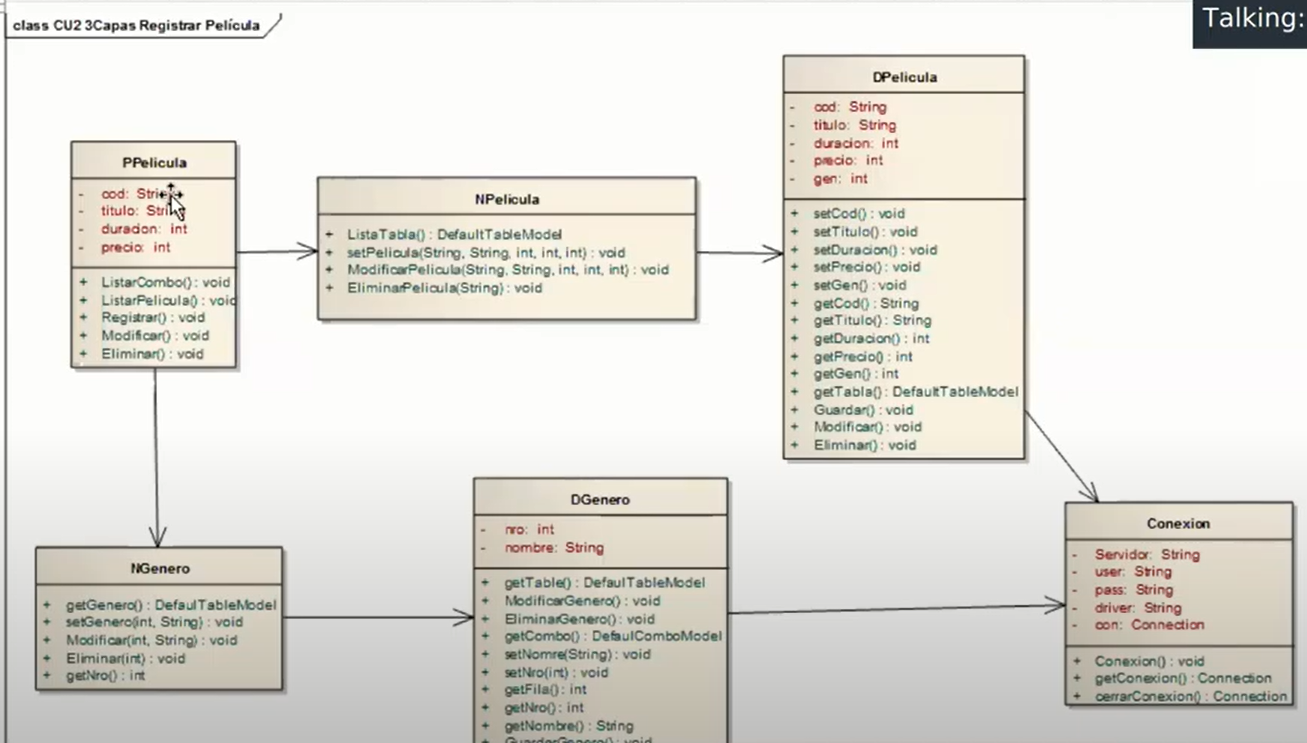 class CU2 3Capas Registrar Película
Talking:
PPelicula
- cod: String
- titulo: String
- duracion: int
- precio: int
+ ListarCombo() : void
+ ListarPelicula() : void
+ Registrar() : void
+ Modificar() : void
+ Eliminar() : void
NPelicula
+ ListaTabla() : DefaultTableModel
+ setPelicula(String, String, int, int, int) : void
+ ModificarPelicula(String, String, int, int, int) : void
+ EliminarPelicula(String) : void
DPelicula
- cod: String
- titulo: String
- duracion: int
- precio: int
- gen: int
+ setCod() : void
+ setTitulo() : void
+ setDuracion() : void
+ setPrecio() : void
+ setGen() : void
+ getCod() : String
+ getTitulo() : String
+ getDuracion() : int
+ getPrecio() : int
+ getGen() : int
+ getTabla() : DefaultTableModel
+ Guardar() : void
+ Modificar() : void
+ Eliminar() : void
NGenero
+ getGenero() : DefaulTableModel
+ setGenero(int, String) : void
+ Modificar(int, String) : void
+ Eliminar(int) : void
+ getNro() : int
DGenero
- nro: int
- nombre: String
+ getTable() : DefaulTableModel
+ ModificarGenero() : void
+ EliminarGenero() : void
+ getCombo() : DefaulComboModel
+ setNomre(String) : void
+ setNro(int) : void
+ getFila() : int
+ getNro() : int
+ getNombre() : String
+ GuardarGenero() : void
Conexion
- Servidor: String
- user: String
- pass: String
- driver: String
- con: Connection
+ Conexion() : void
+ getConexion() : Connection
+ cerrarConexion() : Connection